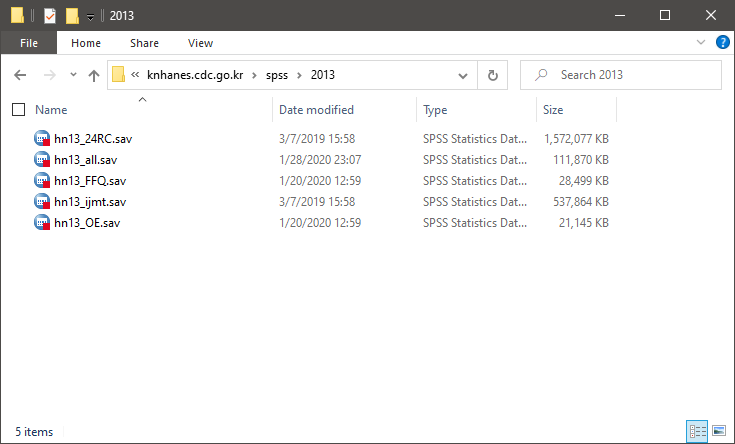 2013
File Home Share View
« knhanes.cdc.go.kr > spss > 2013 Search 2013
Name Date modified Type Size
hn13_24RC.sav 3/7/2019 15:58 SPSS Statistics Dat... 1,572,077 KB
hn13_all.sav 1/28/2020 23:07 SPSS Statistics Dat... 111,870 KB
hn13_FFQ.sav 1/20/2020 12:59 SPSS Statistics Dat... 28,499 KB
hn13_ijmt.sav 3/7/2019 15:58 SPSS Statistics Dat... 537,864 KB
hn13_OE.sav 1/20/2020 12:59 SPSS Statistics Dat... 21,145 KB
5 items